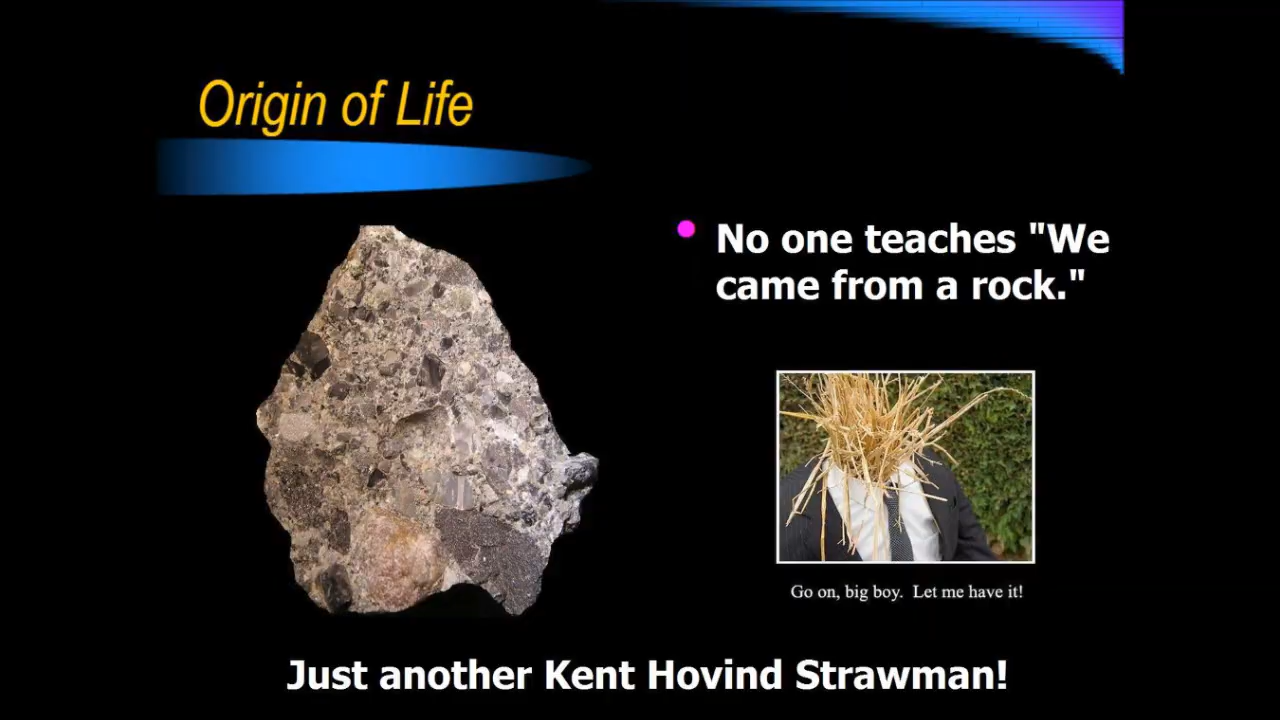 Origin of Life
No one teaches "We
came from a rock."
Go on, big boy. Let me have it!
Just another Kent Hovind Strawman!